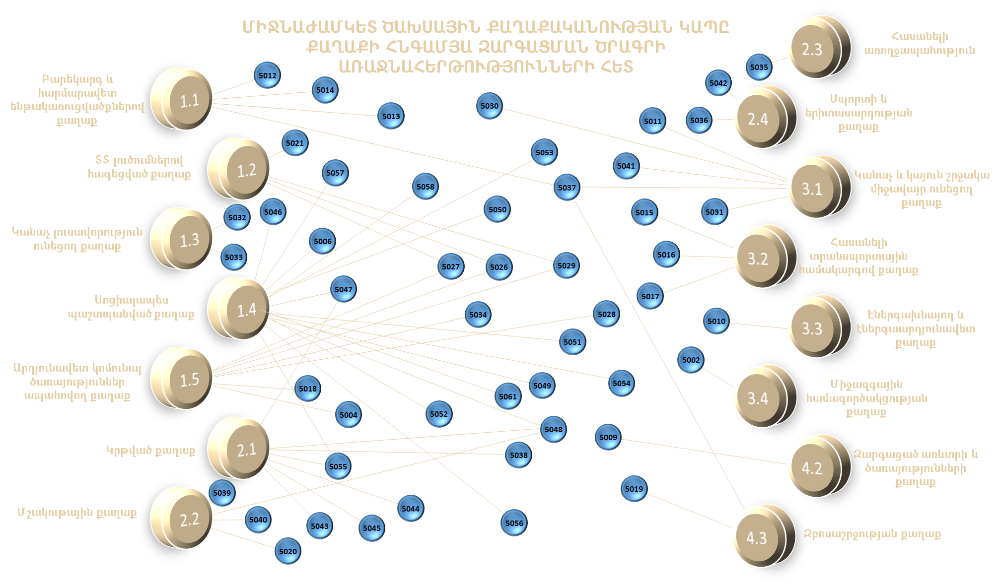 ՄԻՋՆԱԺԱՄԿԵՏ ԾԱԽՍԱՅԻՆ ՔԱՂԱՔԱԿԱՆՈՒԹՅԱՆ ԿԱՊԸ
ՔԱՂԱՔԻ ՀՆԳԱՄՅԱ ԶԱՐԳԱՑՄԱՆ ԾՐԱԳՐԻ
ԱՌԱՋՆԱՀԵՐԹՈՒԹՅՈՒՆՆԵՐԻ ՀԵՏ
Բարեկարգ և
հարմարավետ
ենթակառուցվածքներով
քաղաք
1.1
ՏՏ լուծումներով
հագեցված քաղաք
1.2
Կանաչ լուսավորություն
ունեցող քաղաք
1.3
Սոցիալապես
պաշտպանված քաղաք
1.4
Արդյունավետ կոմունալ
ծառայություններ
ապահովող քաղաք
1.5
Կրթված քաղաք
2.1
Մշակութային քաղաք
2.2
5012
5014
5013
5030
5021
5057
5058
5053
5037
5050
5032
5046
5033
5006
5027
5026
5029
5047
5034
5028
5051
5018
5004
5052
5061
5049
5054
5048
5009
5038
5055
5039
5040
5043
5045
5044
5056
5020
5019
5035
5042
5036
5011
5041
5015
5031
5016
5017
5010
5002
2.3
Հասանելի
առողջապահություն
2.4
Սպորտի և
երիտասարդության
քաղաք
3.1
Կանաչ և կայուն շրջակա
միջավայր ունեցող
քաղաք
3.2
Հասանելի
տրանսպորտային
համակարգով քաղաք
3.3
Էներգախնայող և
էներգաարդյունավետ
քաղաք
3.4
Միջազգային
համագործակցության
քաղաք
4.2
Զարգացած առևտրի և
ծառայությունների
քաղաք
4.3
Զբոսաշրջության քաղաք